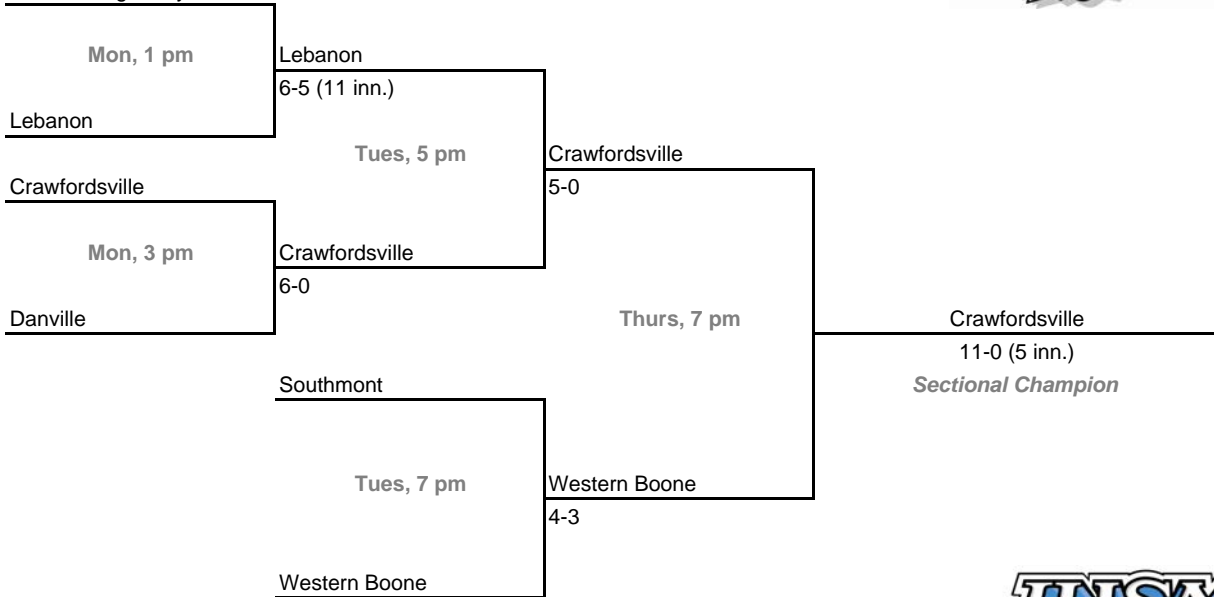 Mon, 1 pm
Lebanon
6-5 (11 inn.)
Lebanon
Tues, 5 pm
Crawfordsville
Crawfordsville
5-0
Mon, 3 pm
Crawfordsville
6-0
Danville
Thurs, 7 pm
Crawfordsville
11-0 (5 inn.)
Southmont
Sectional Champion
Tues, 7 pm
Western Boone
4-3
Western Boone